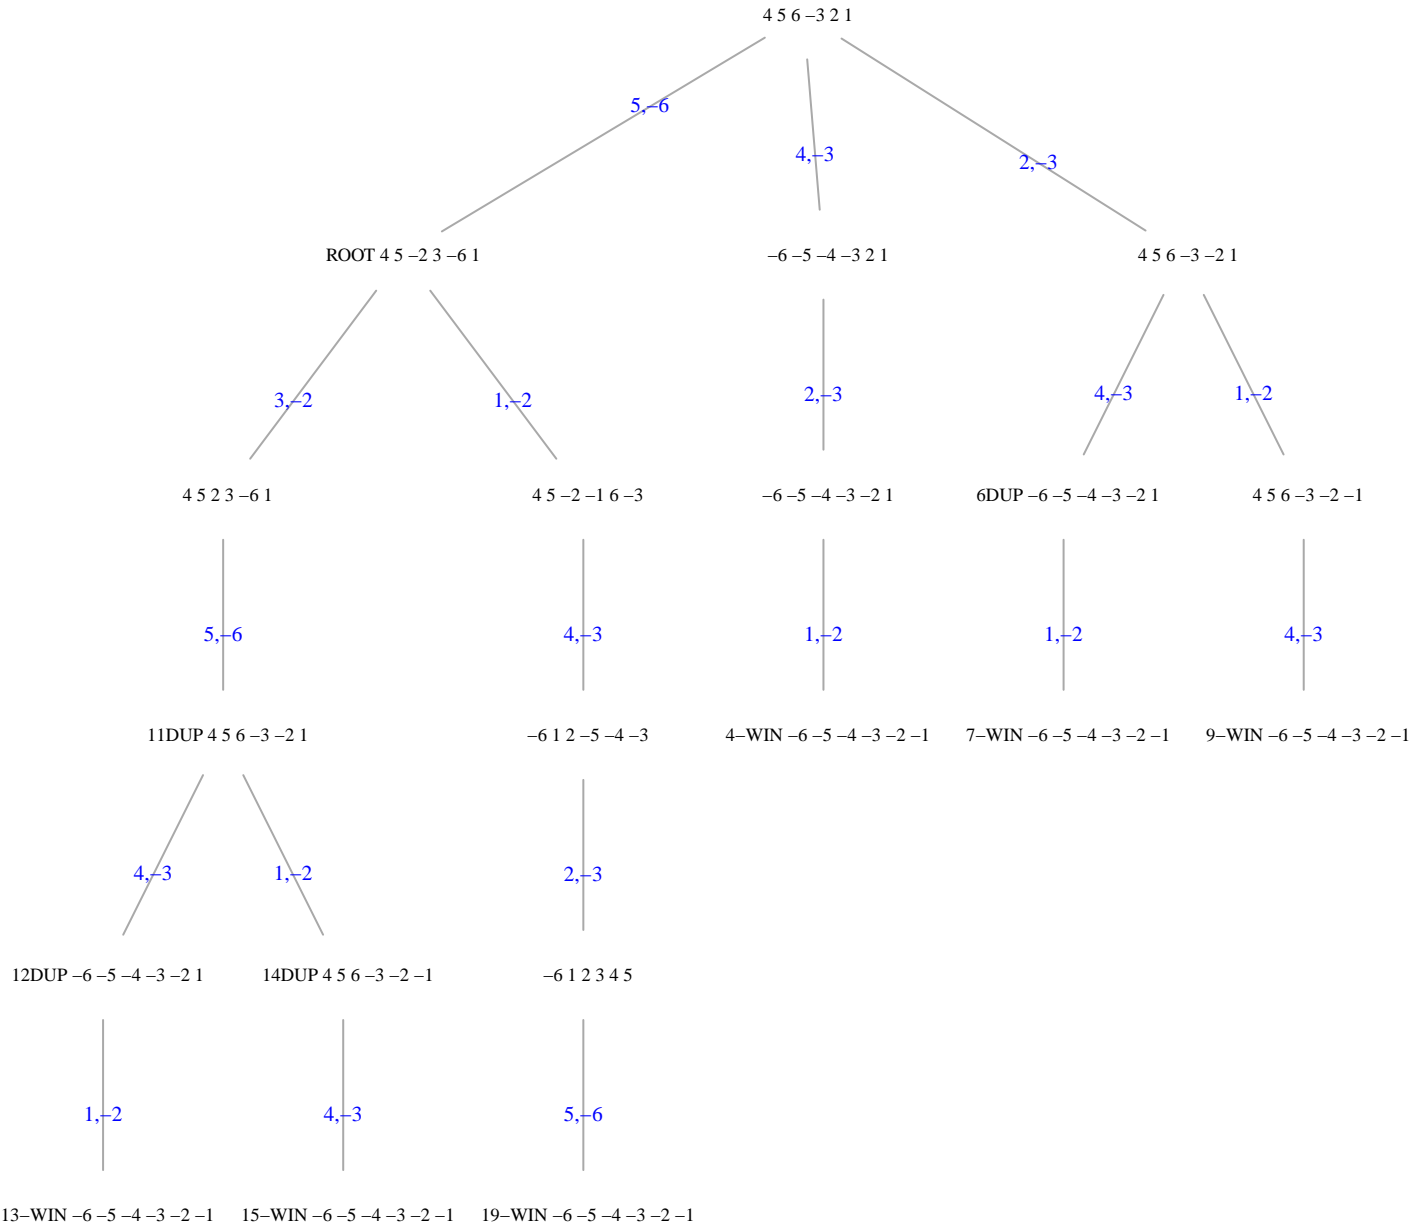 4 5 6 –3 2 1
5,–6
4,–3
2,–3
ROOT 4 5 –2 3 –6 1
–6 –5 –4 –3 2 1
4 5 6 –3 –2 1
3,–2
1,–2
2,–3
4,–3
1,–2
4 5 2 3 –6 1
4 5 –2 –1 6 –3
–6 –5 –4 –3 –2 1
6DUP –6 –5 –4 –3 –2 1
4 5 6 –3 –2 –1
5,–6
4,–3
1,–2
1,–2
4,–3
11DUP 4 5 6 –3 –2 1
–6 1 2 –5 –4 –3
4–WIN –6 –5 –4 –3 –2 –1
7–WIN –6 –5 –4 –3 –2 –1
9–WIN –6 –5 –4 –3 –2 –1
4,–3
1,–2
2,–3
12DUP –6 –5 –4 –3 –2 1
14DUP 4 5 6 –3 –2 –1
–6 1 2 3 4 5
1,–2
4,–3
5,–6
13–WIN –6 –5 –4 –3 –2 –1
15–WIN –6 –5 –4 –3 –2 –1
19–WIN –6 –5 –4 –3 –2 –1